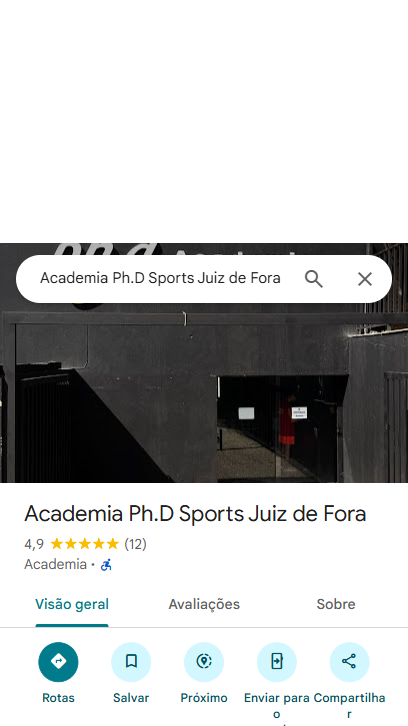 Academia Ph.D Sports Juiz de Fora
Academia Ph.D Sports Juiz de Fora
4,9 (12)
Academia ·
Visão geral Avaliações Sobre
Rotas Salvar Próximo Enviar para o Compartilhar